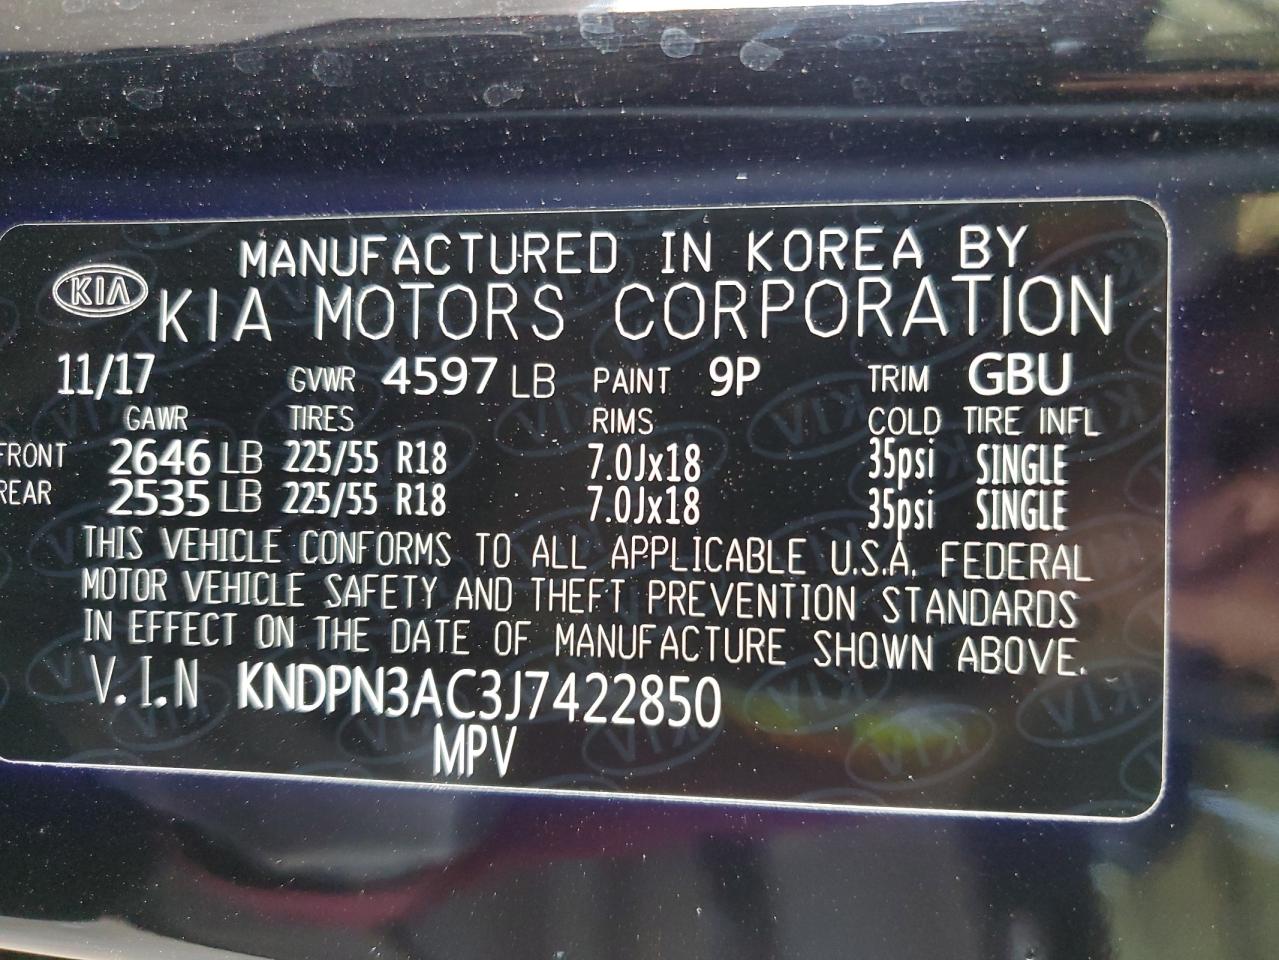 MANUFACTURED IN KOREA BY
KIA KIA MOTORS CORPORATION
11/17 GVWR 4597 LB PAINT 9P TRIM GBU
GAWR TIRES RIMS COLD TIRE INFL
FRONT 2646 LB 225/55 R18 7.0Jx18 35psi SINGLE
REAR 2535 LB 225/55 R18 7.0Jx18 35psi SINGLE
THIS VEHICLE CONFORMS TO ALL APPLICABLE U.S.A. FEDERAL
MOTOR VEHICLE SAFETY AND THEFT PREVENTION STANDARDS
IN EFFECT ON THE DATE OF MANUFACTURE SHOWN ABOVE.
V.I.N KNDPN3AC3J7422850
MPV